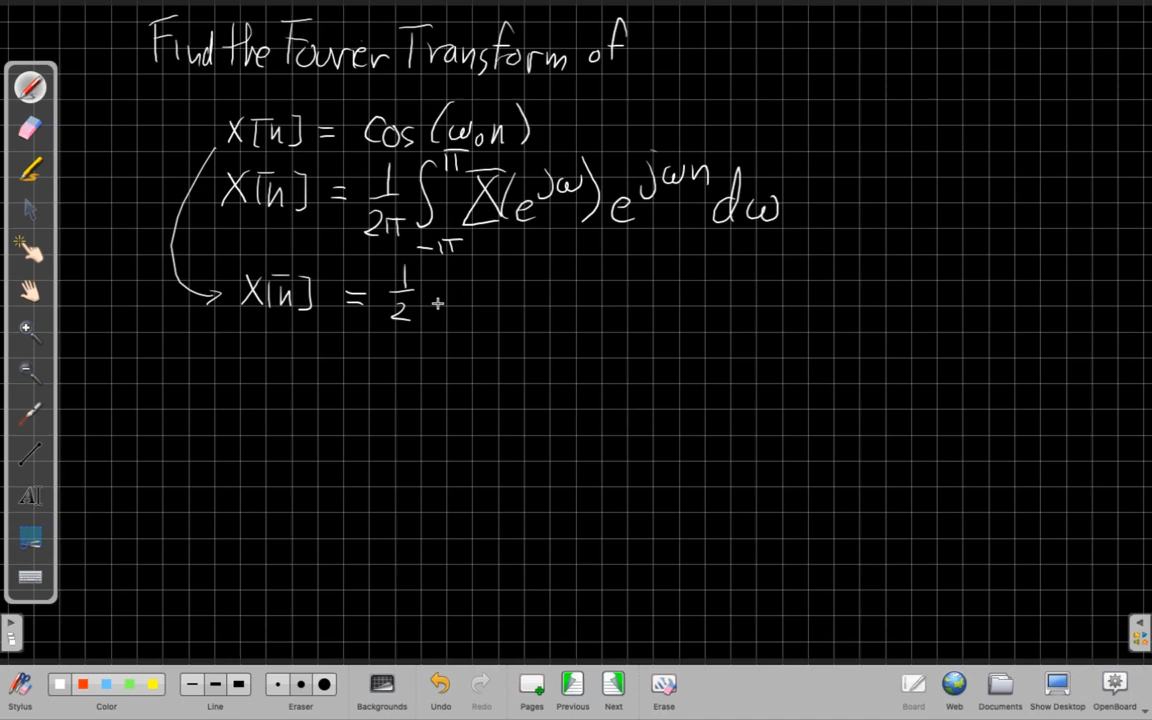 Find the Fourier Transform of
x[n] = cos(ω₀n)
x[n] = 1/2π ∫_{-π}^{π} X(e^{jω}) e^{jωn} dω
x[n] = 1/2
Stylus
Color
Line
Eraser
Backgrounds
Undo
Redo
Pages
Previous
Next
Erase
Board
Web
Documents
Show Desktop
OpenBoard